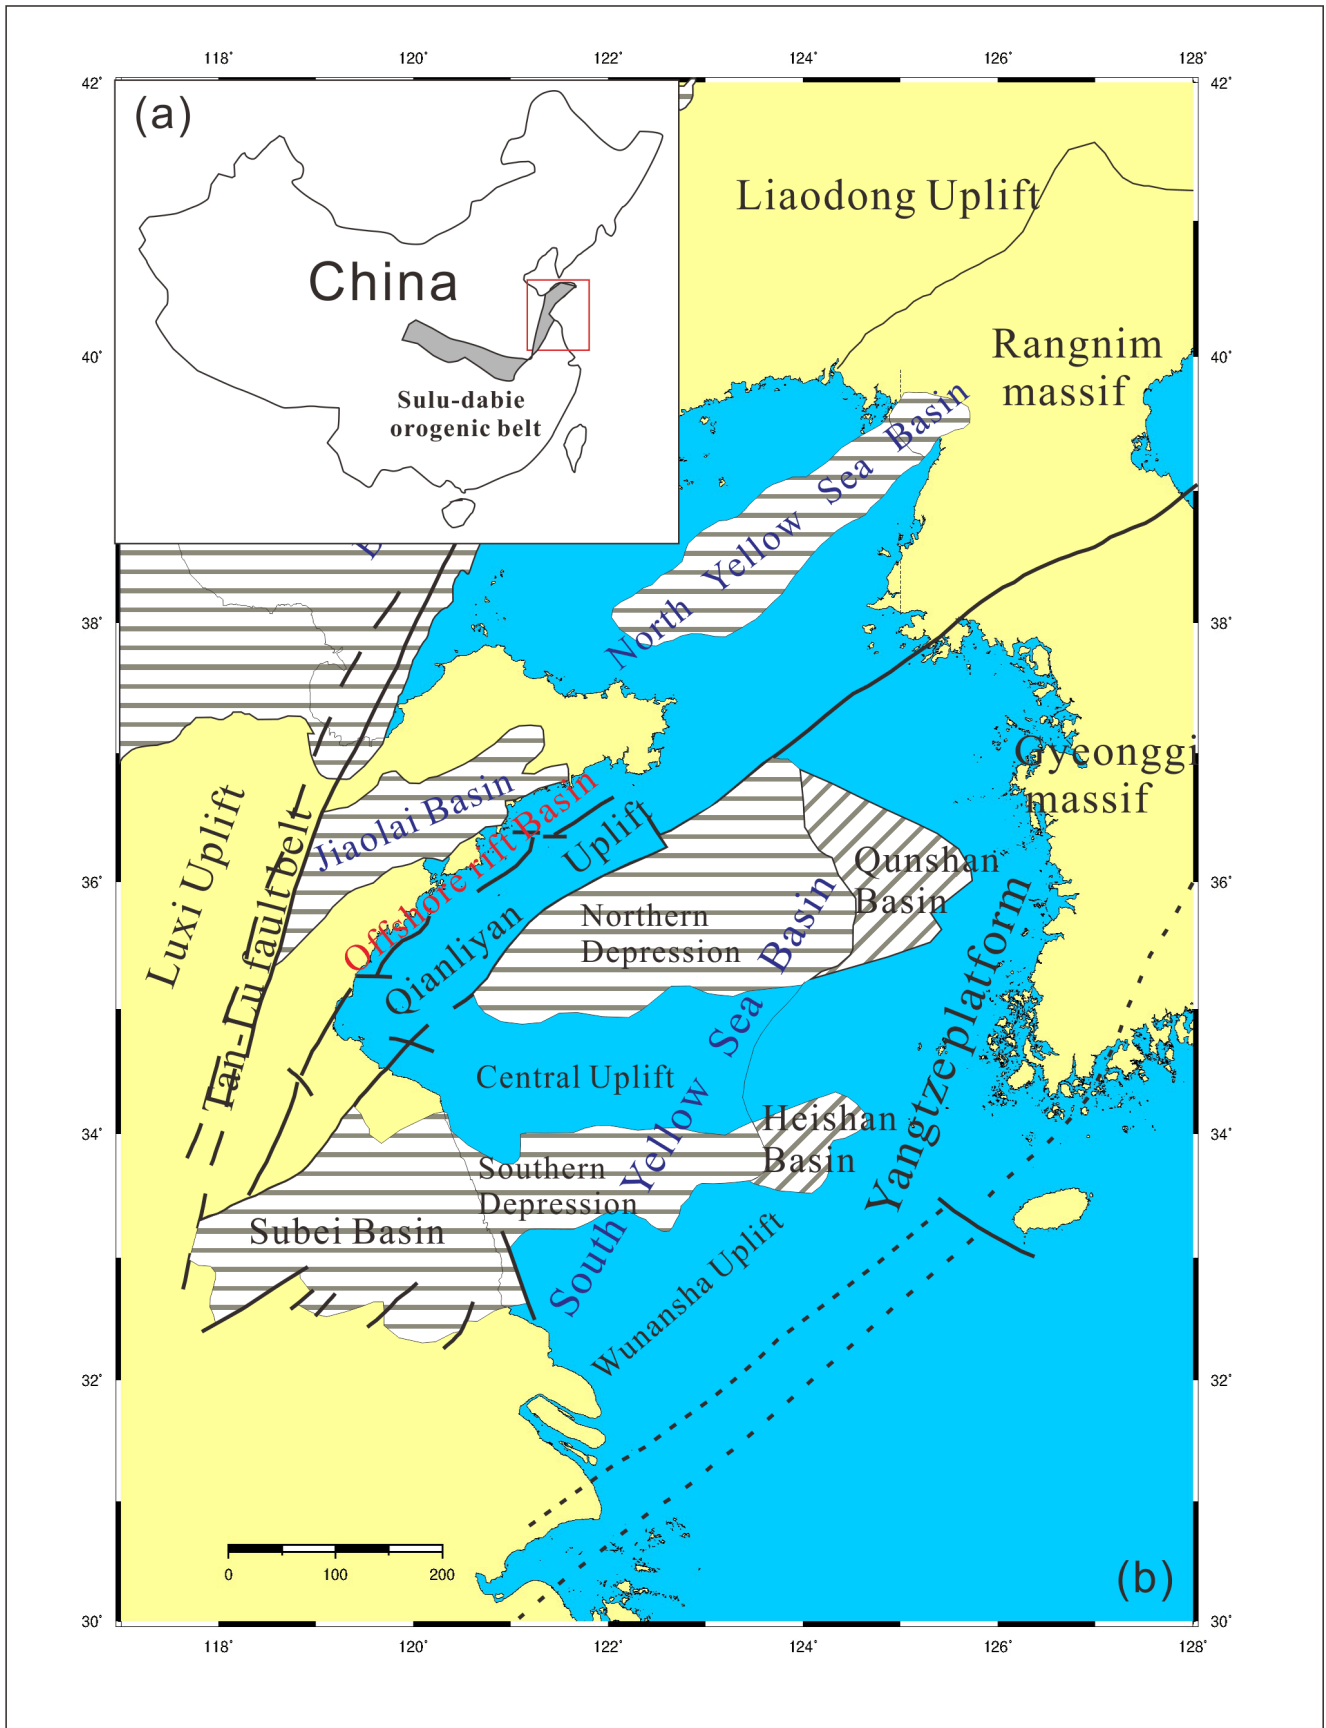 118° 120° 122° 124° 126° 128°
42° 42°
(a)
Liaodong Uplift
China
Rangnim
massif
40° 40°
Sulu-dabie
orogenic belt
North Yellow Sea Basin
38° 38°
Gyeonggi
massif
Luxi Uplift
Tan-Lu fault belt
Jiaolai Basin
Offshore rift Basin
Qianliyan Uplift
36° 36°
Qunshan
Basin
Northern
Depression
South Yellow Sea Basin
Yangtze platform
Central Uplift
34° 34°
Heishan
Basin
Southern
Depression
Subei Basin
Wunansha Uplift
32° 32°
0 100 200
(b)
30° 30°
118° 120° 122° 124° 126° 128°